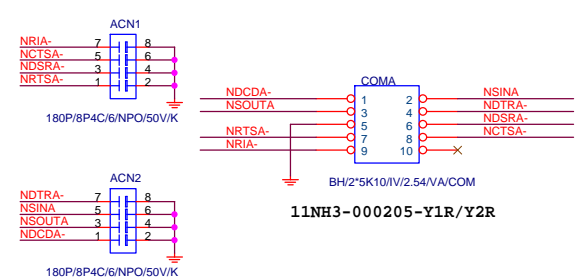 ACN1
NRIA- 7 8
NCTSA- 5 6
NDSRA- 3 4
NRTSA- 1 2
180P/8P4C/6/NPO/50V/K
COMA
NDCDA- 1 2 NSINA
NSOUTA 3 4 NDTRA-
5 6 NDSRA-
NRTSA- 7 8 NCTSA-
NRIA- 9 10
BH/2*5K10/IV/2.54/VA/COM
11NH3-000205-Y1R/Y2R
ACN2
NDTRA- 7 8
NSINA 5 6
NSOUTA 3 4
NDCDA- 1 2
180P/8P4C/6/NPO/50V/K